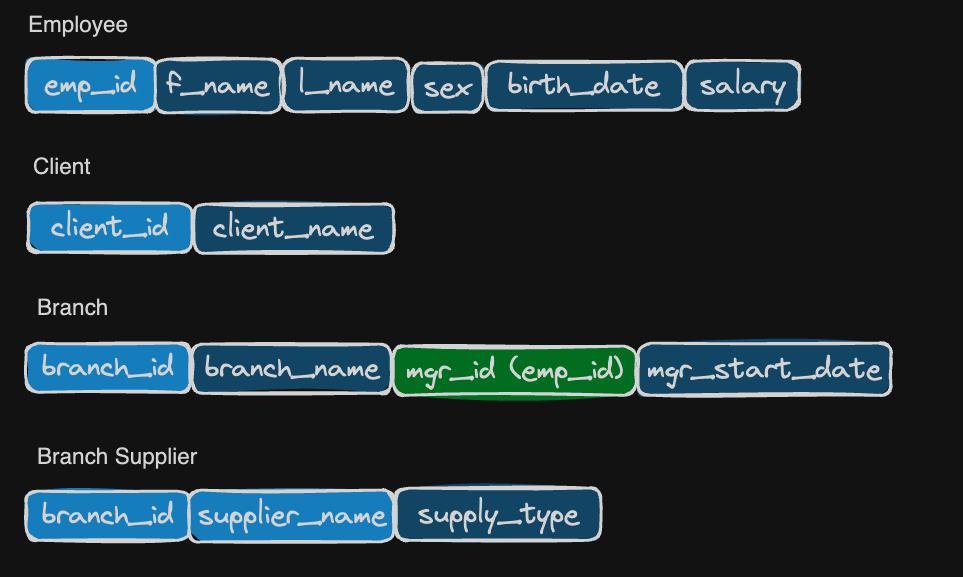 Employee
emp_id f_name l_name sex birth_date salary
Client
client_id client_name
Branch
branch_id branch_name mgr_id (emp_id) mgr_start_date
Branch Supplier
branch_id supplier_name supply_type